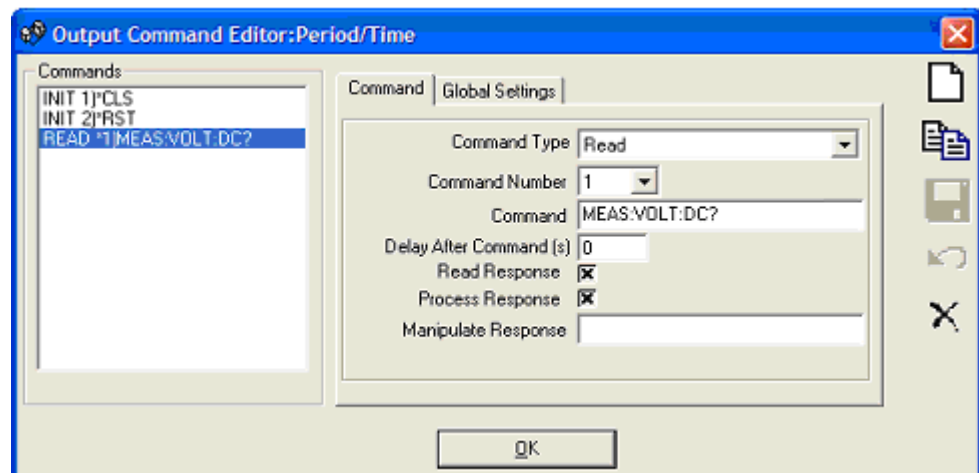 Output Command Editor:Period/Time
Commands
INIT 1)*CLS
INIT 2)*RST
READ *1)MEAS:VOLT:DC?
Command
Global Settings
Command Type Read
Command Number 1
Command MEAS:VOLT:DC?
Delay After Command (s) 0
Read Response
Process Response
Manipulate Response
OK